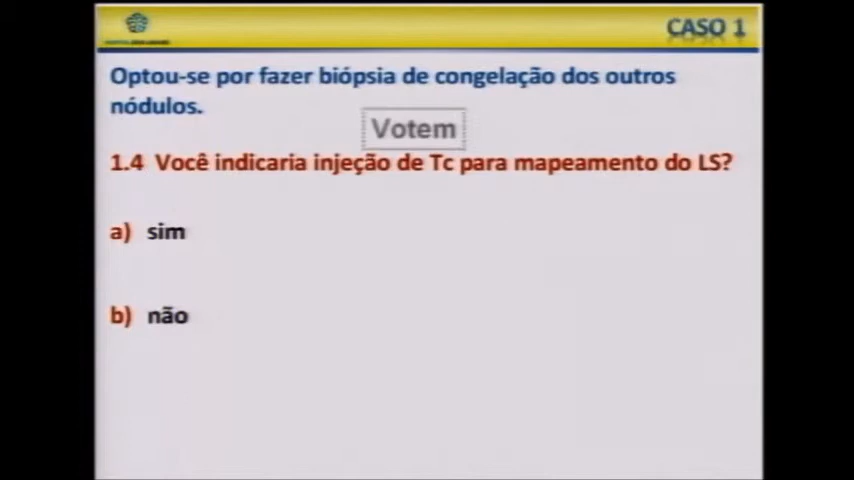 CASO 1
Optou-se por fazer biópsia de congelação dos outros
nódulos.
Votem
1.4 Você indicaria injeção de Tc para mapeamento do LS?
a) sim
b) não